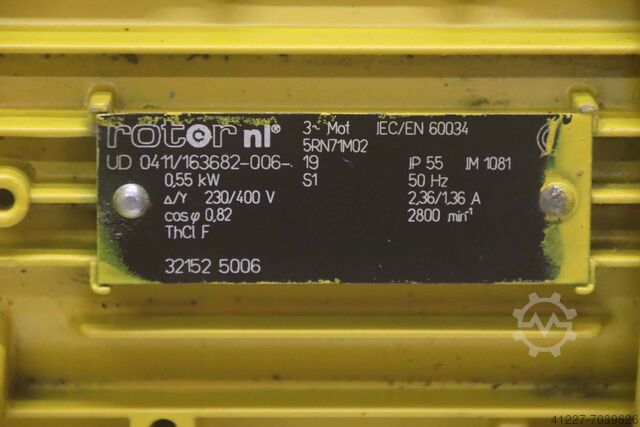 rotor nl® 3~ Mot IEC/EN 60034
UD 0411/163682-006- 5RN71M02
19 IP 55 IM 1081
0,55 kW S1 50 Hz
Δ/Y 230/400 V 2,36/1,36 A
cos φ 0,82 2800 min⁻¹
ThCl F
32152 5006
41227-7039626